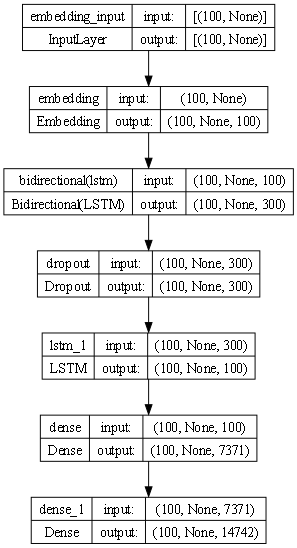 embedding_input input: [(100, None)]
InputLayer output: [(100, None)]
embedding input: (100, None)
Embedding output: (100, None, 100)
bidirectional(lstm) input: (100, None, 100)
Bidirectional(LSTM) output: (100, None, 300)
dropout input: (100, None, 300)
Dropout output: (100, None, 300)
lstm_1 input: (100, None, 300)
LSTM output: (100, None, 100)
dense input: (100, None, 100)
Dense output: (100, None, 7371)
dense_1 input: (100, None, 7371)
Dense output: (100, None, 14742)